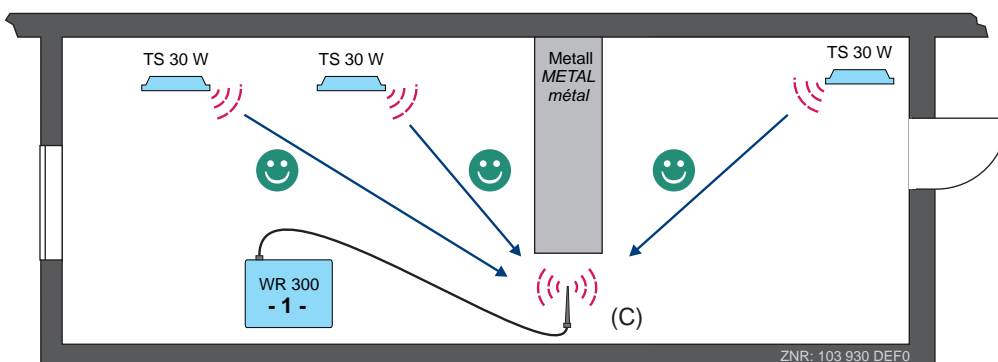 TS 30 W
TS 30 W
TS 30 W
Metall
METAL
métal
WR 300
- 1 -
(C)
ZNR: 103 930 DEF0